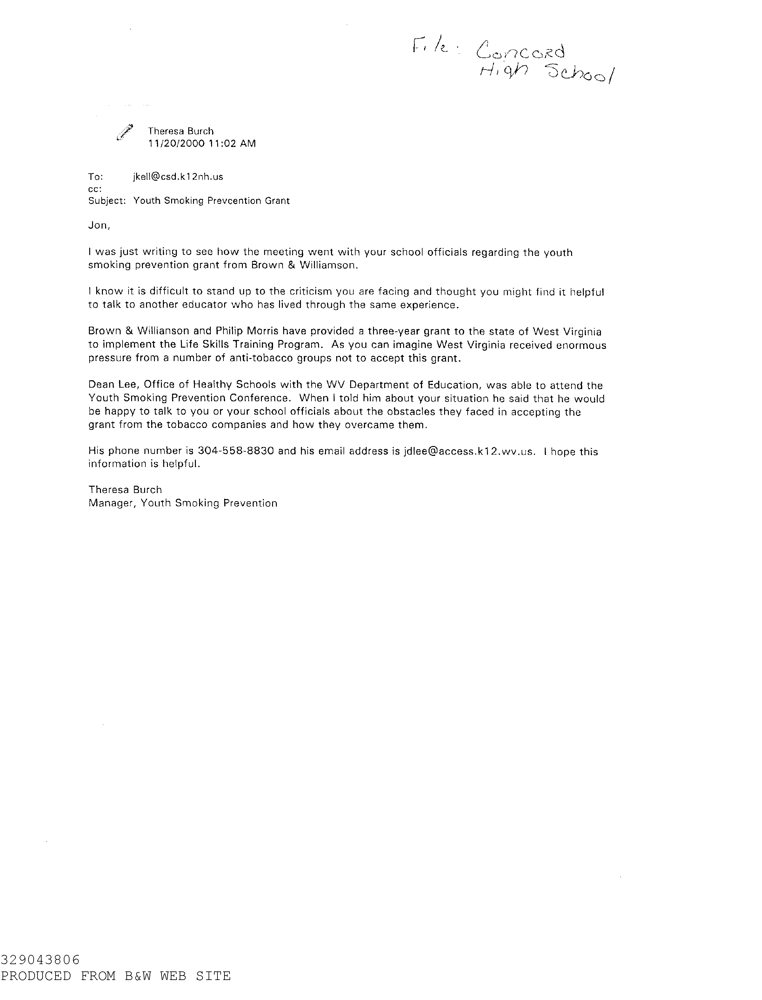 File: Concord
High School
Theresa Burch
11/20/2000 11:02 AM
To: jkell@csd.k12nh.us
cc:
Subject: Youth Smoking Prevcention Grant
Jon,
I was just writing to see how the meeting went with your school officials regarding the youth
smoking prevention grant from Brown & Williamson.
I know it is difficult to stand up to the criticism you are facing and thought you might find it helpful
to talk to another educator who has lived through the same experience.
Brown & Willianson and Philip Morris have provided a three-year grant to the state of West Virginia
to implement the Life Skills Training Program. As you can imagine West Virginia received enormous
pressure from a number of anti-tobacco groups not to accept this grant.
Dean Lee, Office of Healthy Schools with the WV Department of Education, was able to attend the
Youth Smoking Prevention Conference. When I told him about your situation he said that he would
be happy to talk to you or your school officials about the obstacles they faced in accepting the
grant from the tobacco companies and how they overcame them.
His phone number is 304-558-8830 and his email address is jdlee@access.k12.wv.us. I hope this
information is helpful.
Theresa Burch
Manager, Youth Smoking Prevention
329043806
PRODUCED FROM B&W WEB SITE